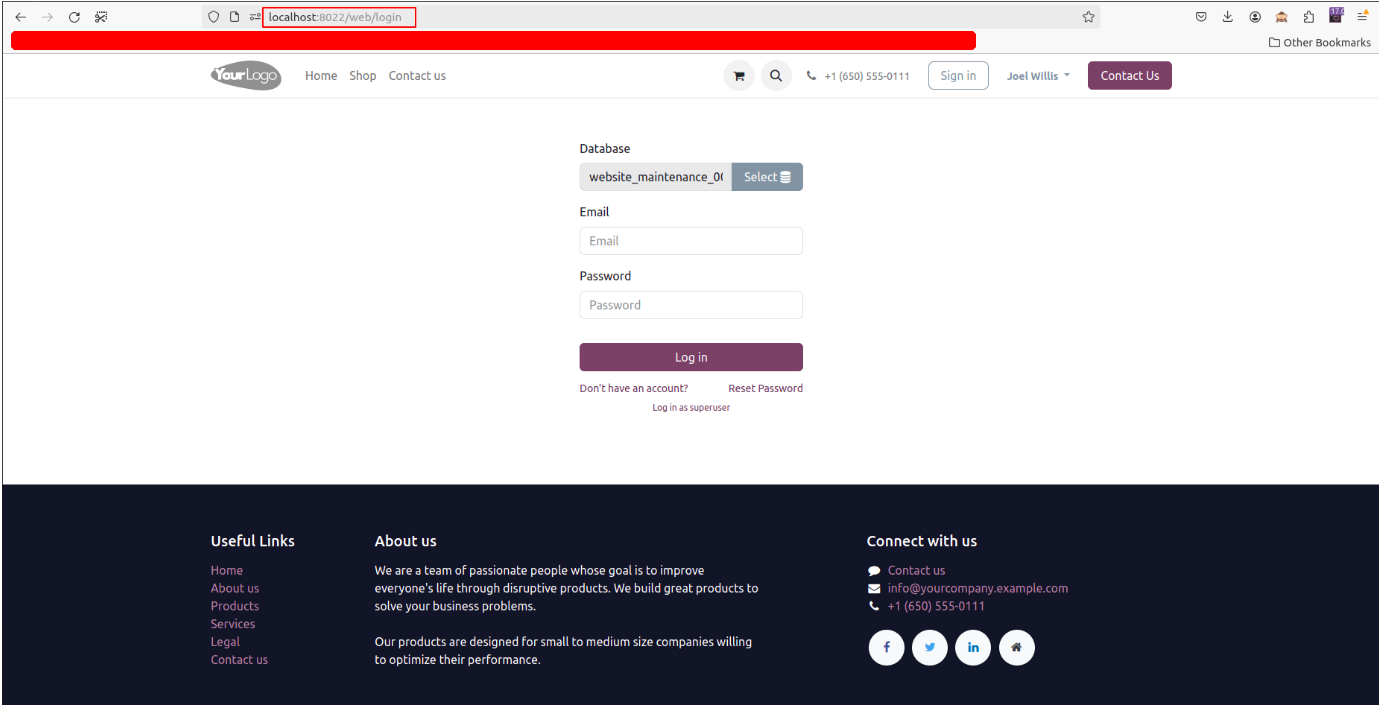 localhost:8022/web/login
Other Bookmarks
YourLogo Home Shop Contact us +1 (650) 555-0111 Sign in Joel Willis Contact Us
Database
website_maintenance_0 Select
Email
Email
Password
Password
Log in
Don't have an account? Reset Password
Log in as superuser
Useful Links
Home
About us
Products
Services
Legal
Contact us
About us
We are a team of passionate people whose goal is to improve
everyone's life through disruptive products. We build great products to
solve your business problems.
Our products are designed for small to medium size companies willing
to optimize their performance.
Connect with us
Contact us
info@yourcompany.example.com
+1 (650) 555-0111